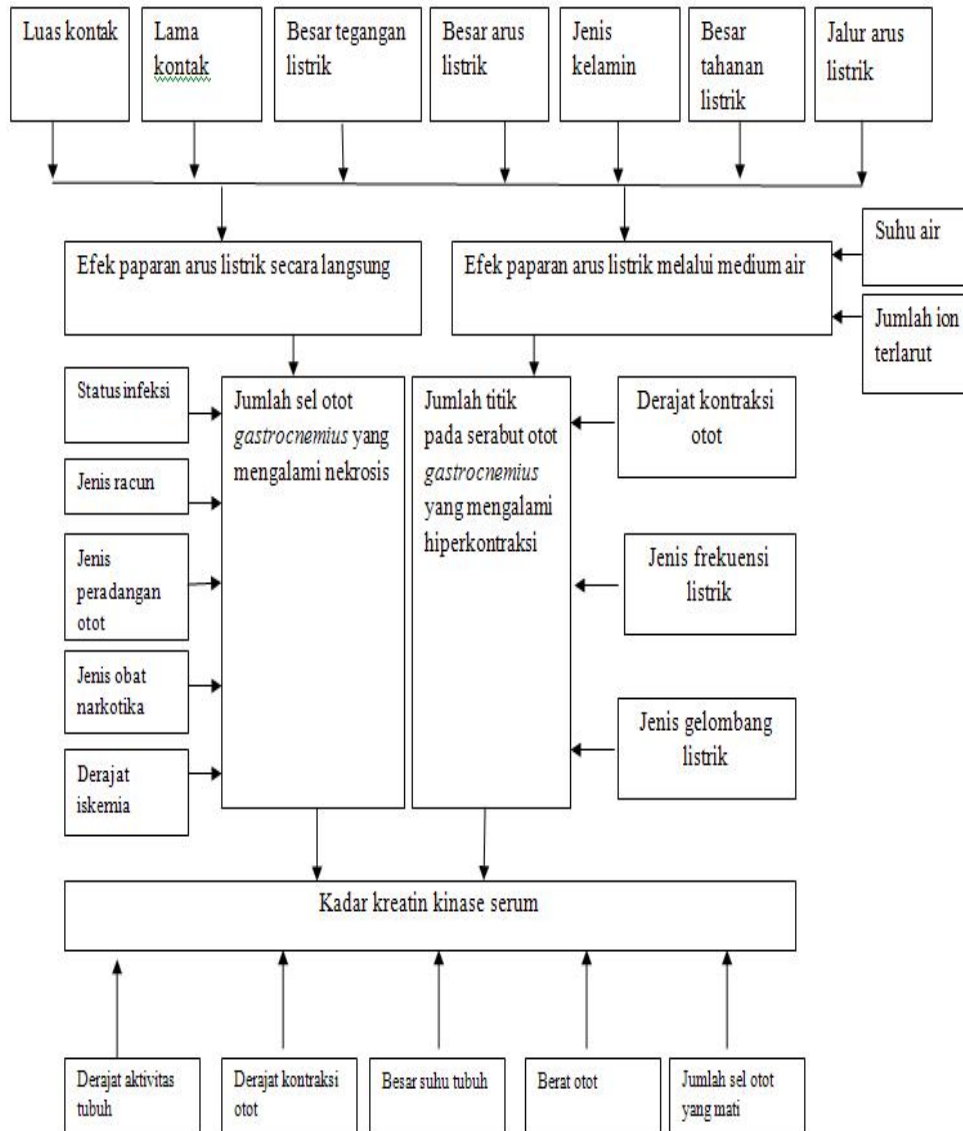 Luas kontak
Lama
kontak
Besar tegangan
listrik
Besar arus
listrik
Jenis
kelamin
Besar
tahanan
listrik
Jalur arus
listrik
Efek paparan arus listrik secara langsung
Efek paparan arus listrik melalui medium air
Suhu air
Jumlah ion
terlarut
Status infeksi
Jenis racun
Jenis
peradangan
otot
Jenis obat
narkotika
Derajat
iskemia
Jumlah sel otot
gastrocnemius yang
mengalami nekrosis
Jumlah titik
pada serabut otot
gastrocnemius
yang mengalami
hiperkontraksi
Derajat kontraksi
otot
Jenis frekuensi
listrik
Jenis gelombang
listrik
Kadar kreatin kinase serum
Derajat aktivitas
tubuh
Derajat kontraksi
otot
Besar suhu tubuh
Berat otot
Jumlah sel otot
yang mati